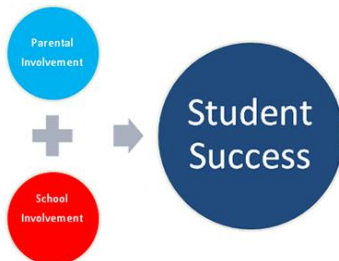 Parental
Involvement
School
Involvement
Student
Success